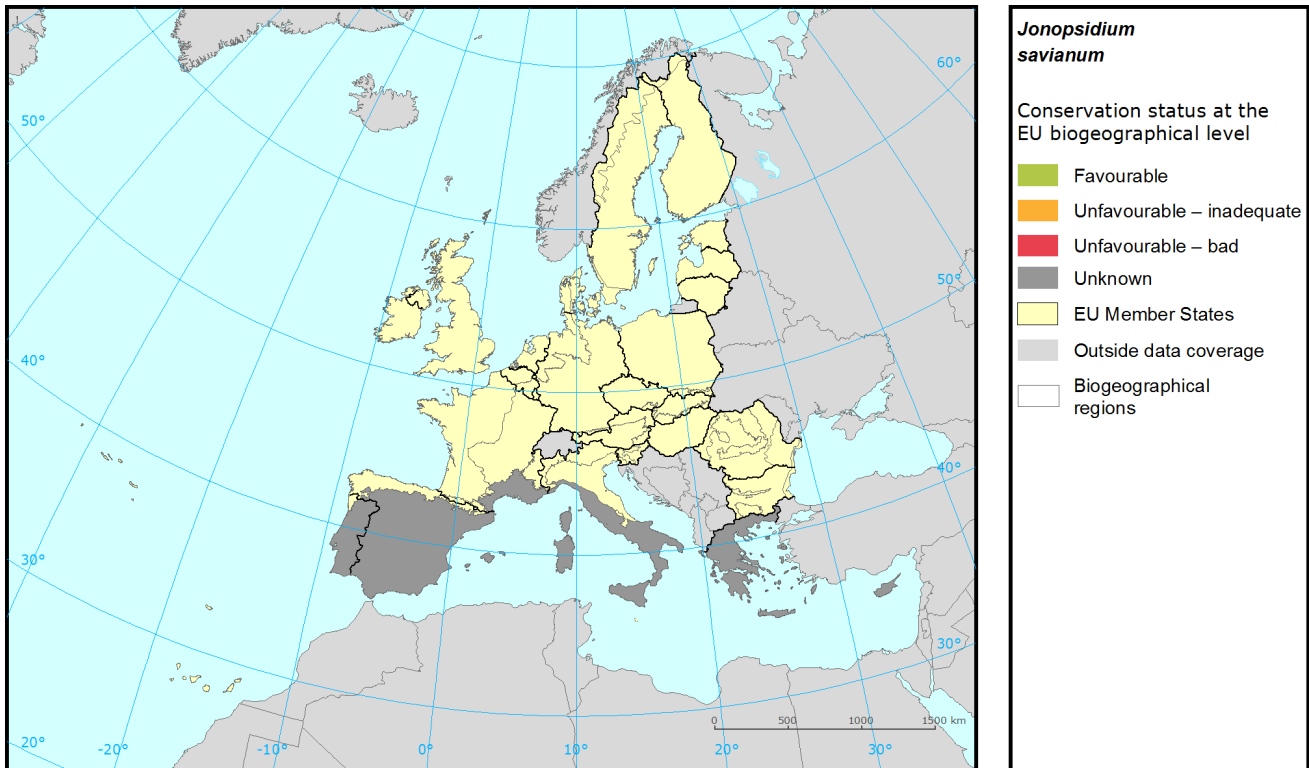 60°
50°
50°
40°
40°
30°
30°
0 500 1000 1500 km
20° -20° -10° 0° 10° 20° 30°
Jonopsidium
savianum
Conservation status at the
EU biogeographical level
Favourable
Unfavourable – inadequate
Unfavourable – bad
Unknown
EU Member States
Outside data coverage
Biogeographical
regions